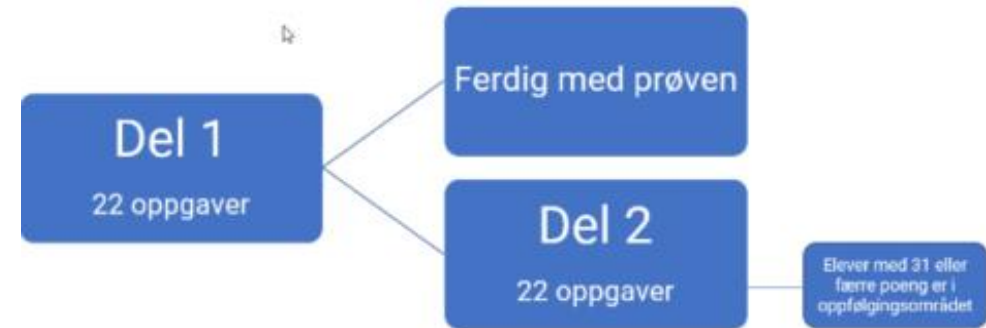 Del 1
22 oppgaver
Ferdig med prøven
Del 2
22 oppgaver
Elever med 31 eller
færre poeng er i
oppfølgingsområdet